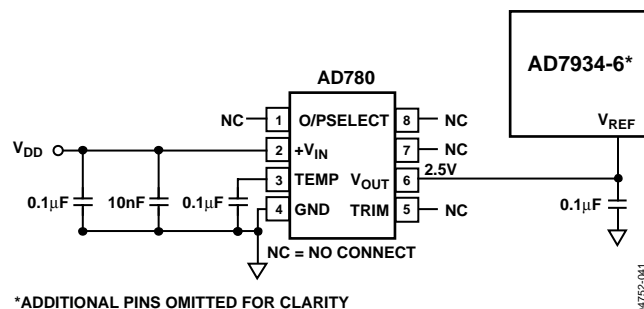 AD7934-6*
VREF
AD780
NC 1 O/PSELECT 8 NC
VDD 2 +VIN 7 NC
3 TEMP VOUT 6 2.5V
4 GND TRIM 5 NC
0.1μF 10nF 0.1μF 0.1μF
NC = NO CONNECT
*ADDITIONAL PINS OMITTED FOR CLARITY
04752-041